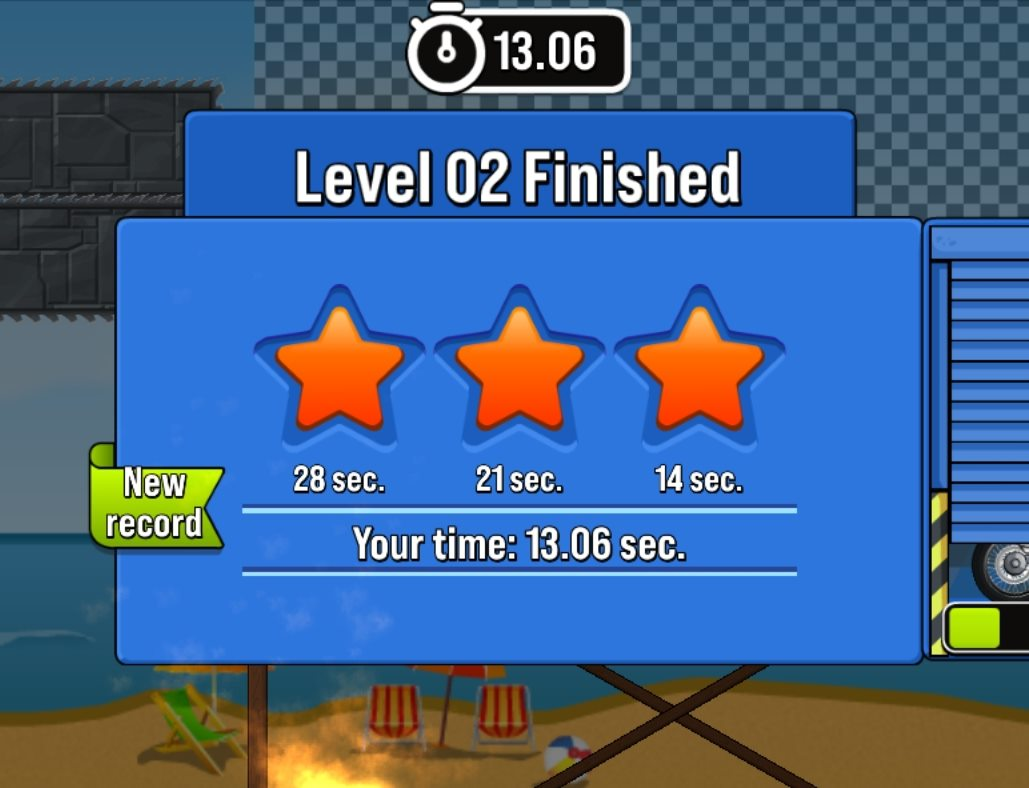 13.06
Level 02 Finished
28 sec.
21 sec.
14 sec.
New
record
Your time: 13.06 sec.